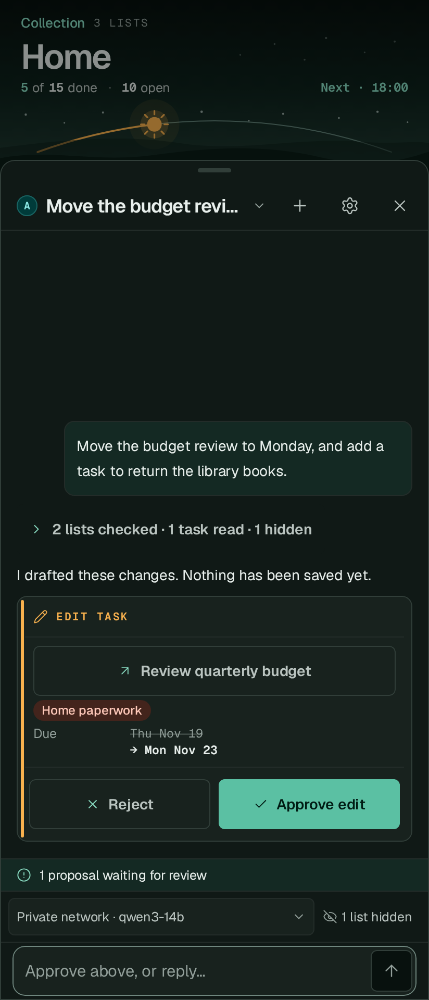 Collection 3 LISTS
Home
5 of 15 done · 10 open
Next · 18:00
A
Move the budget revi...
Move the budget review to Monday, and add a
task to return the library books.
2 lists checked · 1 task read · 1 hidden
I drafted these changes. Nothing has been saved yet.
EDIT TASK
Review quarterly budget
Home paperwork
Due
Thu Nov 19
→ Mon Nov 23
Reject
Approve edit
1 proposal waiting for review
Private network · qwen3-14b
1 list hidden
Approve above, or reply...